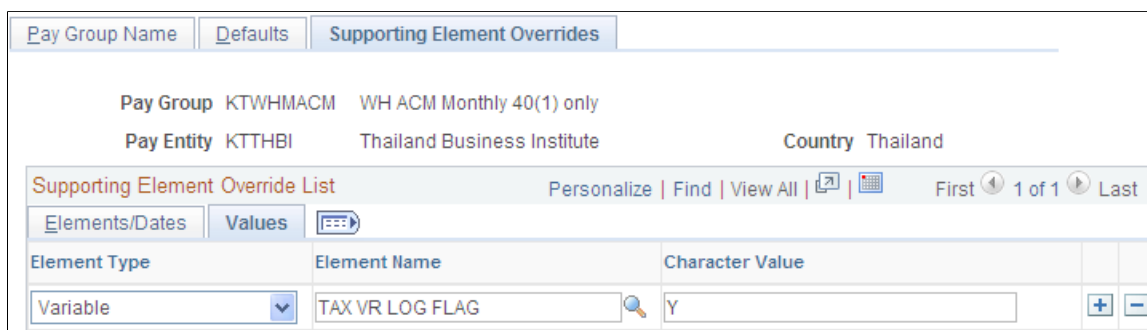 Pay Group Name Defaults Supporting Element Overrides
Pay Group KTWHMACM WH ACM Monthly 40(1) only
Pay Entity KTTHBI Thailand Business Institute Country Thailand
Supporting Element Override List Personalize | Find | View All | | First 1 of 1 Last
Elements/Dates Values
Element Type Element Name Character Value
Variable TAX VR LOG FLAG Y